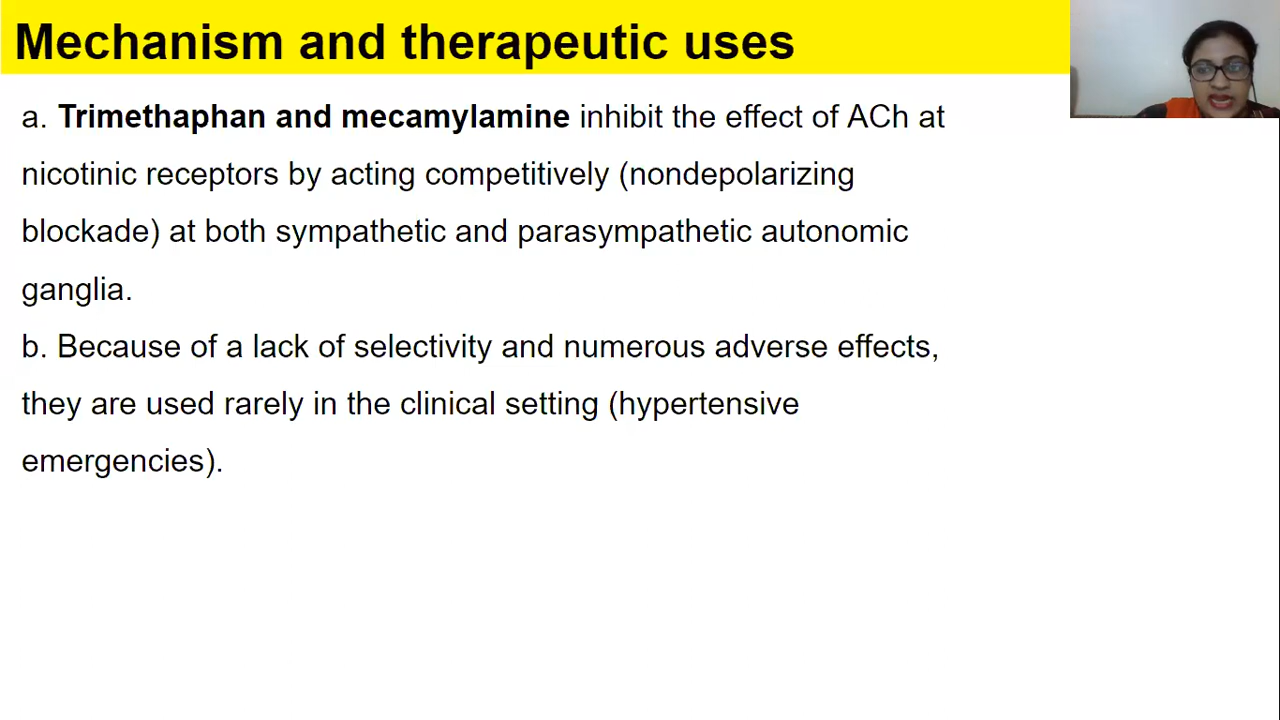 Mechanism and therapeutic uses
a. Trimethaphan and mecamylamine inhibit the effect of ACh at
nicotinic receptors by acting competitively (nondepolarizing
blockade) at both sympathetic and parasympathetic autonomic
ganglia.
b. Because of a lack of selectivity and numerous adverse effects,
they are used rarely in the clinical setting (hypertensive
emergencies).